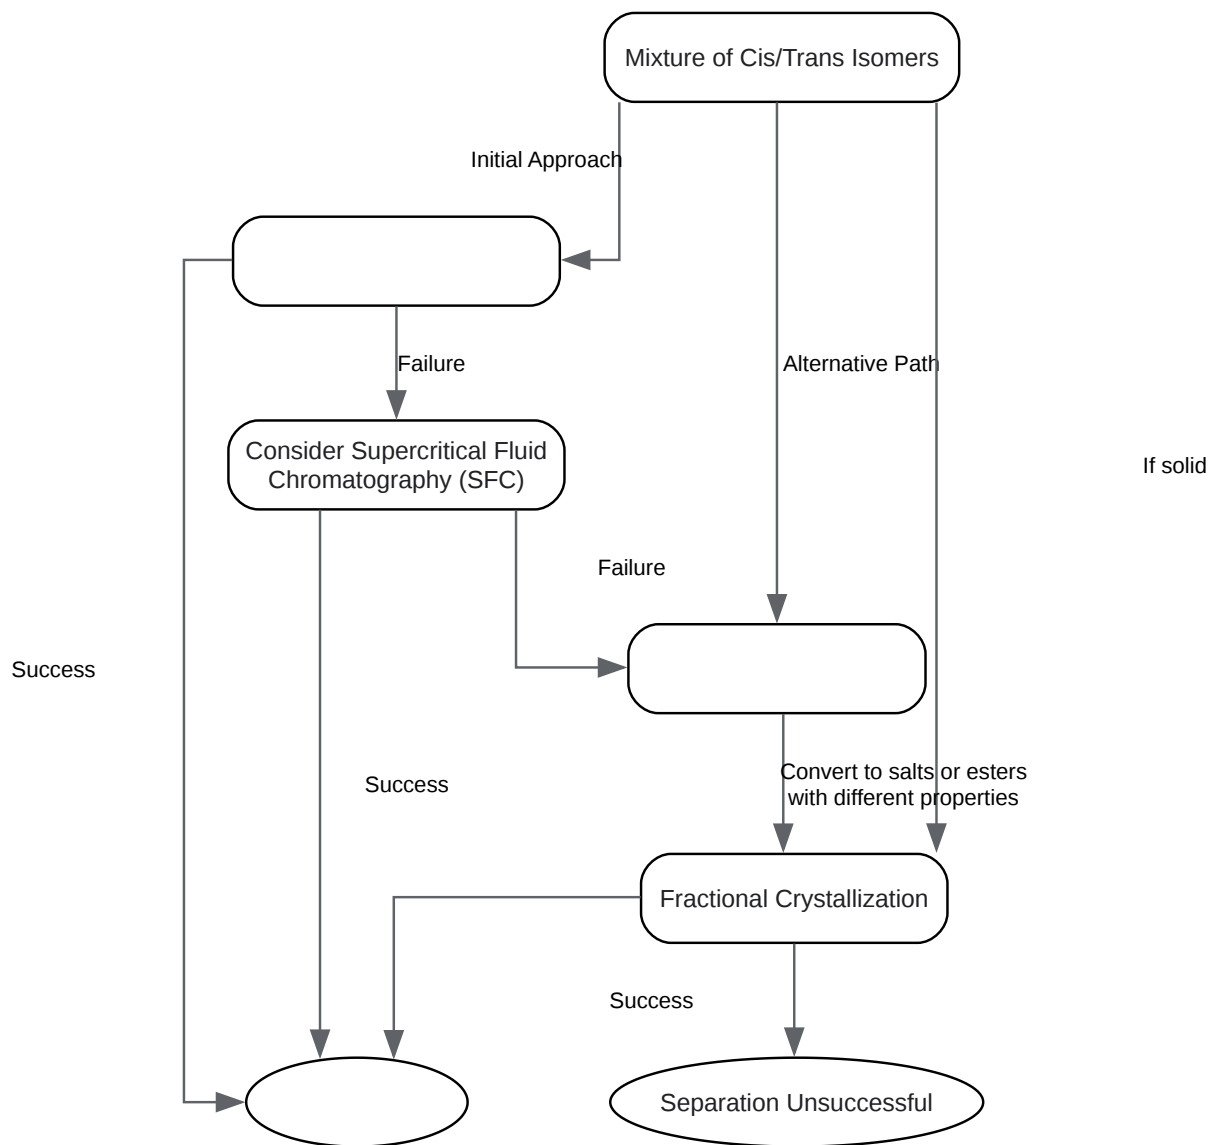 Mixture of Cis/Trans Isomers
Initial Approach
Failure
Alternative Path
Consider Supercritical Fluid
Chromatography (SFC)
If solid
Failure
Success
Success
Convert to salts or esters
with different properties
Fractional Crystallization
Success
Separation Unsuccessful